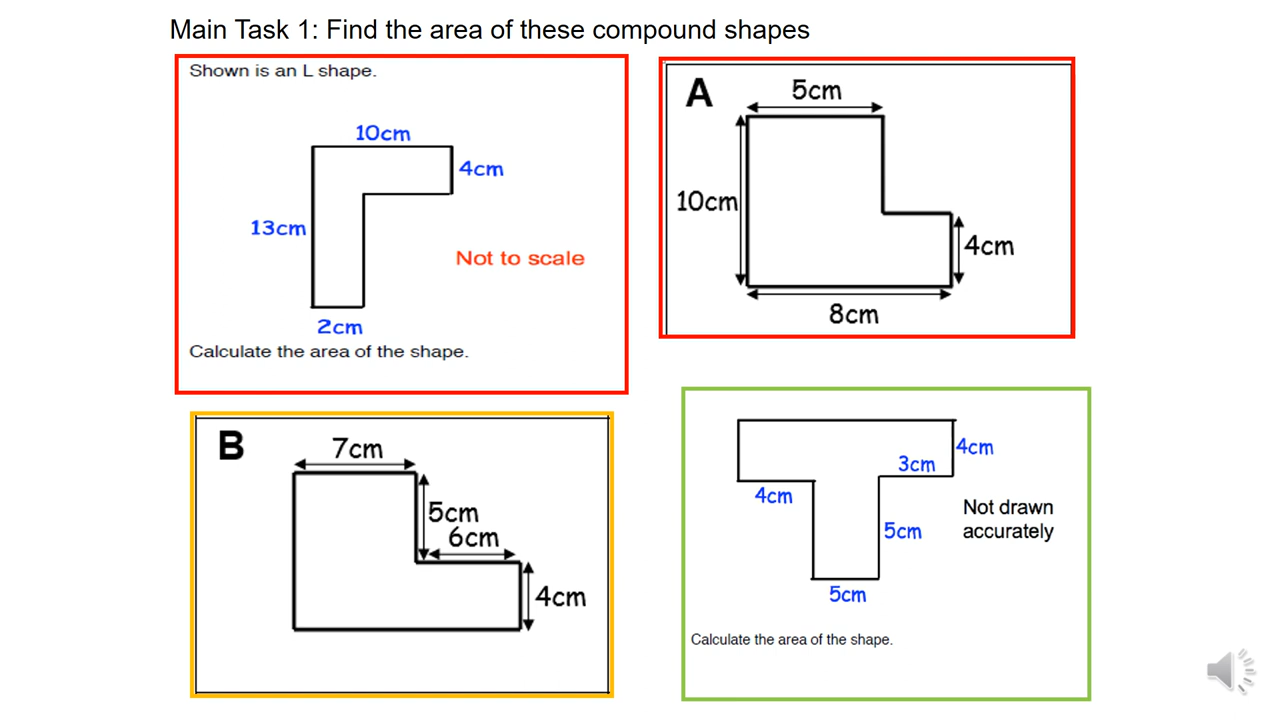 Main Task 1: Find the area of these compound shapes
Shown is an L shape.
10cm
4cm
13cm
Not to scale
2cm
Calculate the area of the shape.
A
5cm
10cm
4cm
8cm
B
7cm
5cm
6cm
4cm
4cm
3cm
4cm
Not drawn
accurately
5cm
5cm
Calculate the area of the shape.